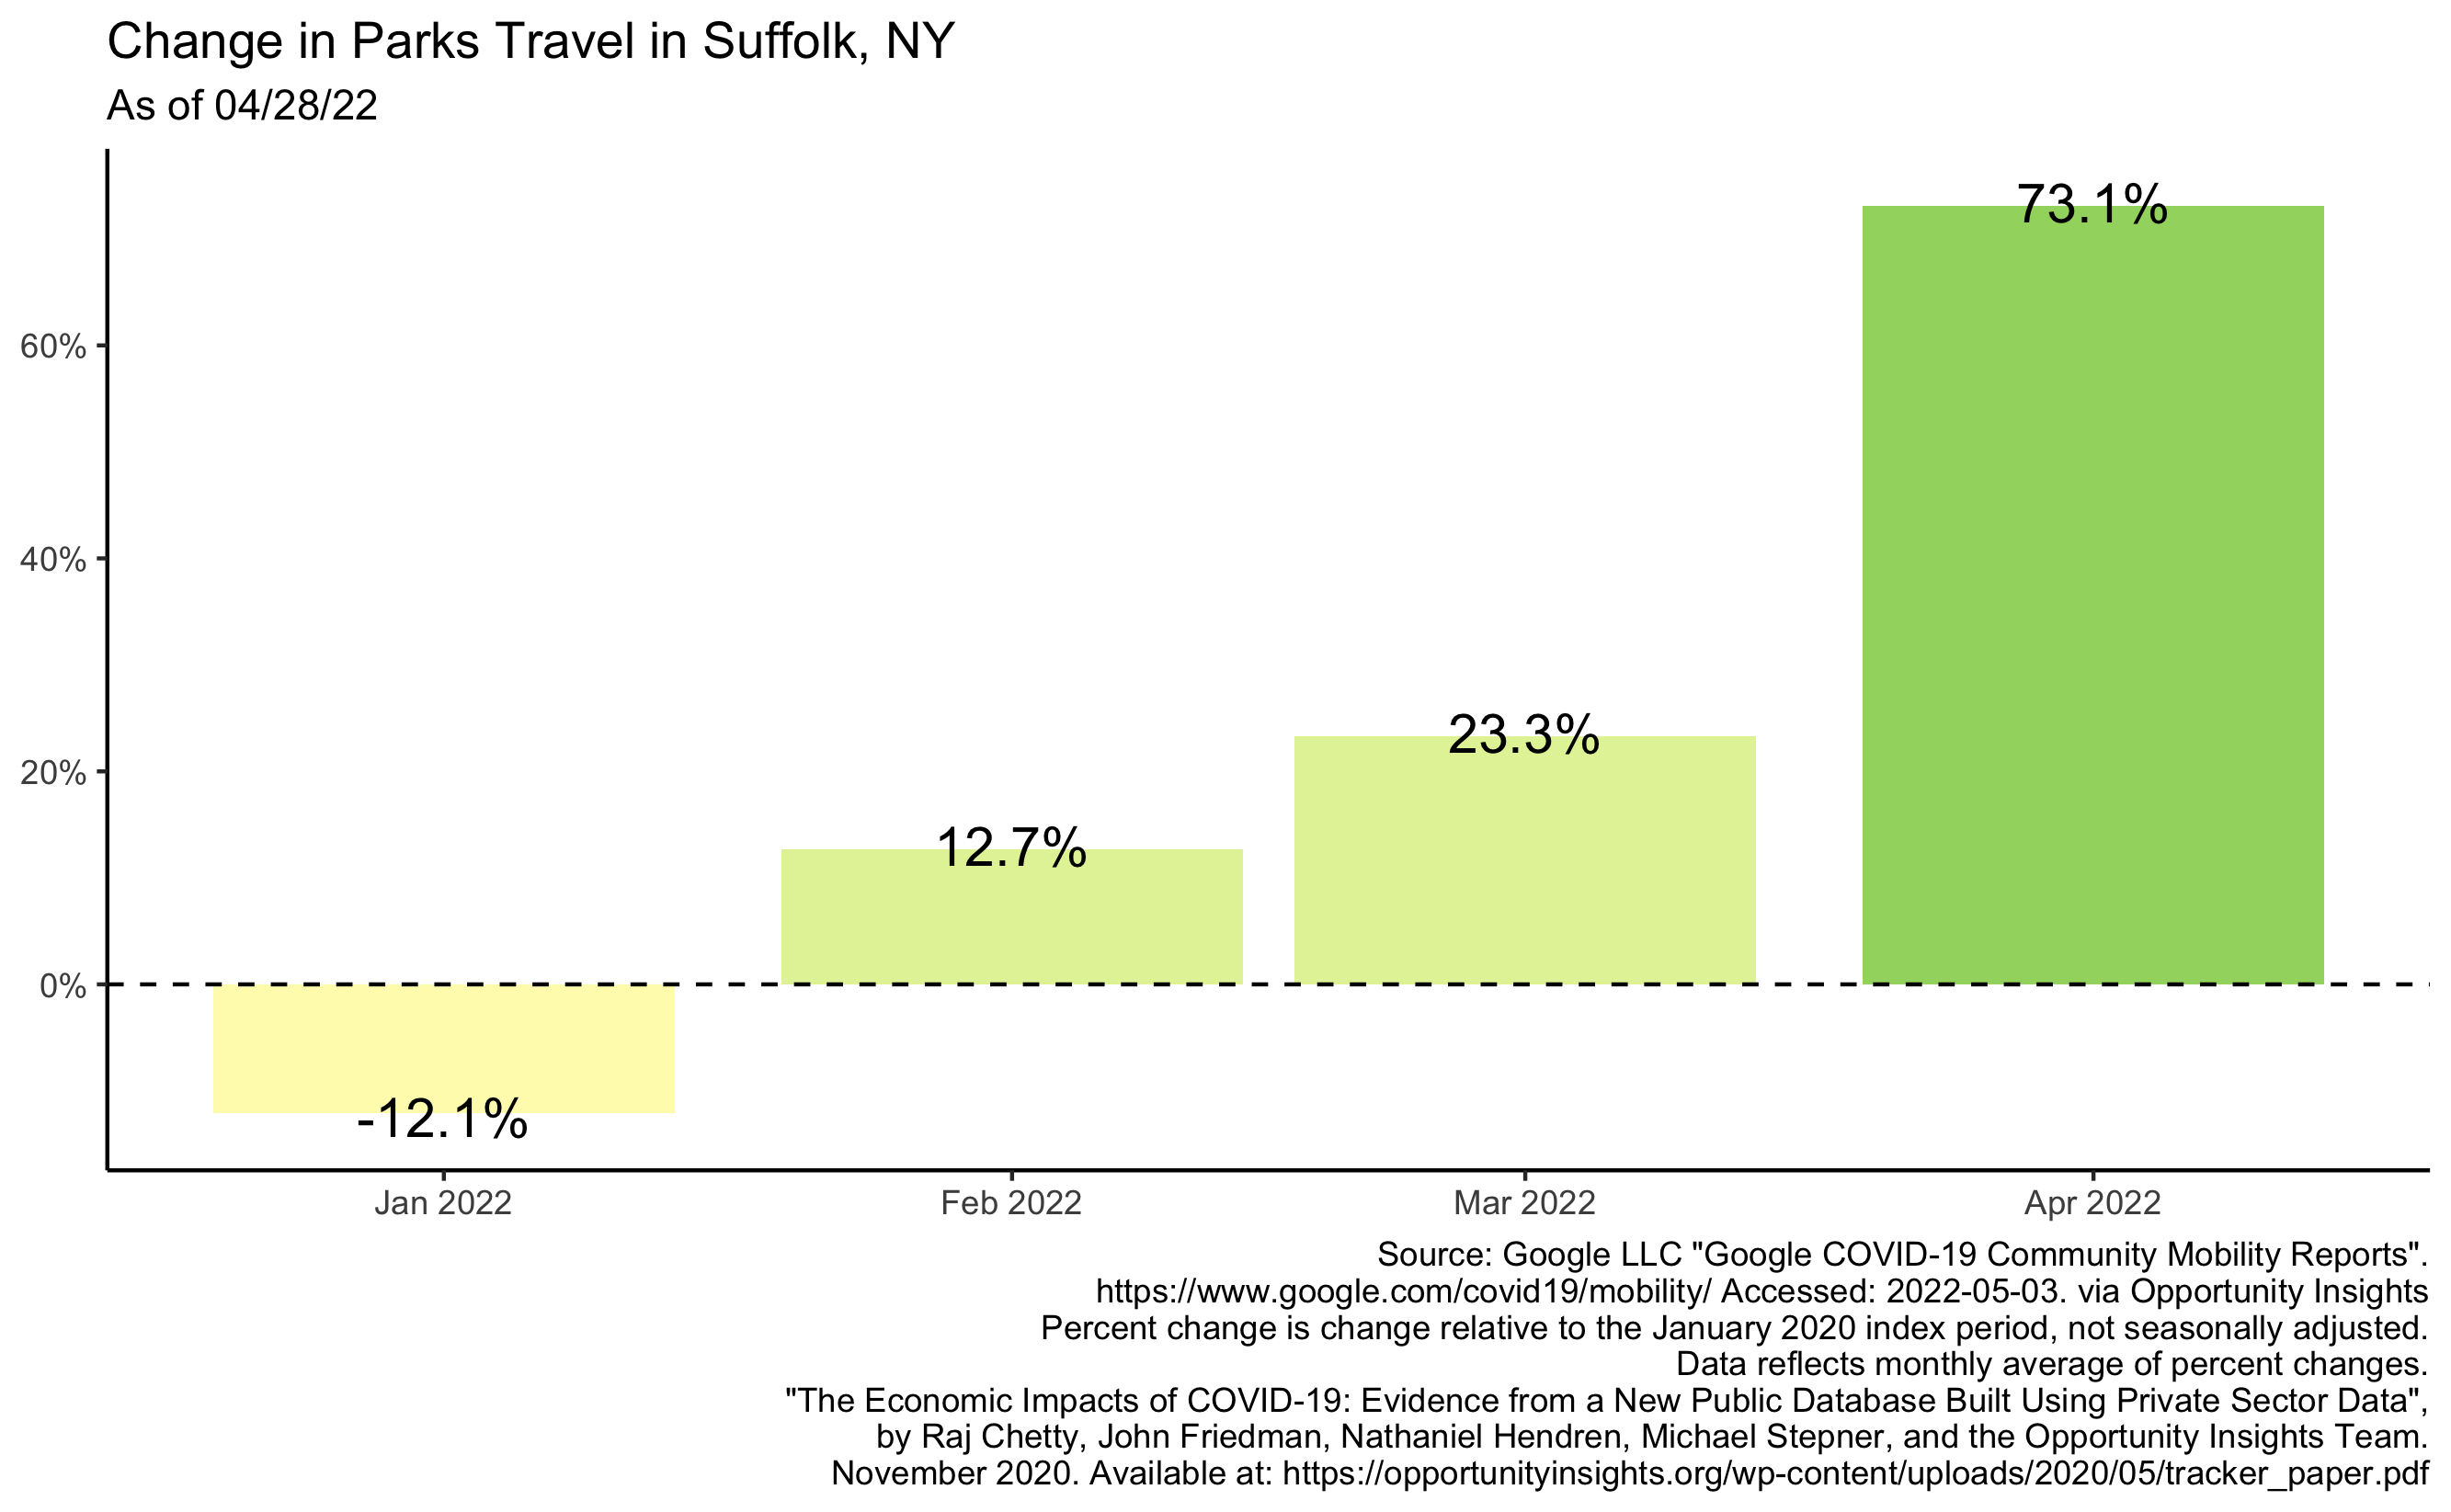 Change in Parks Travel in Suffolk, NY
As of 04/28/22
73.1%
60%
40%
23.3%
20%
12.7%
0%
-12.1%
Jan 2022 Feb 2022 Mar 2022 Apr 2022
Source: Google LLC "Google COVID-19 Community Mobility Reports".
https://www.google.com/covid19/mobility/ Accessed: 2022-05-03. via Opportunity Insights
Percent change is change relative to the January 2020 index period, not seasonally adjusted.
Data reflects monthly average of percent changes.
"The Economic Impacts of COVID-19: Evidence from a New Public Database Built Using Private Sector Data",
by Raj Chetty, John Friedman, Nathaniel Hendren, Michael Stepner, and the Opportunity Insights Team.
November 2020. Available at: https://opportunityinsights.org/wp-content/uploads/2020/05/tracker_paper.pdf